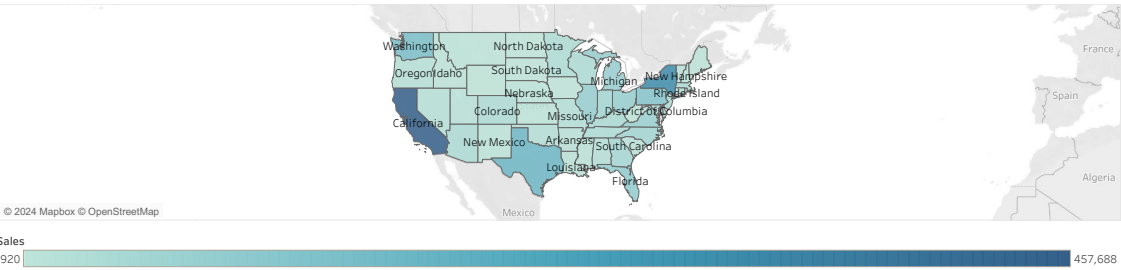 Washington North Dakota France
Oregon Idaho South Dakota Michigan New Hampshire
Nebraska Rhode Island Spain
Colorado Missouri District of Columbia
California
New Mexico Arkansas South Carolina
Louisiana Florida Algeria
© 2024 Mapbox © OpenStreetMap Mexico
Sales
920 457,688